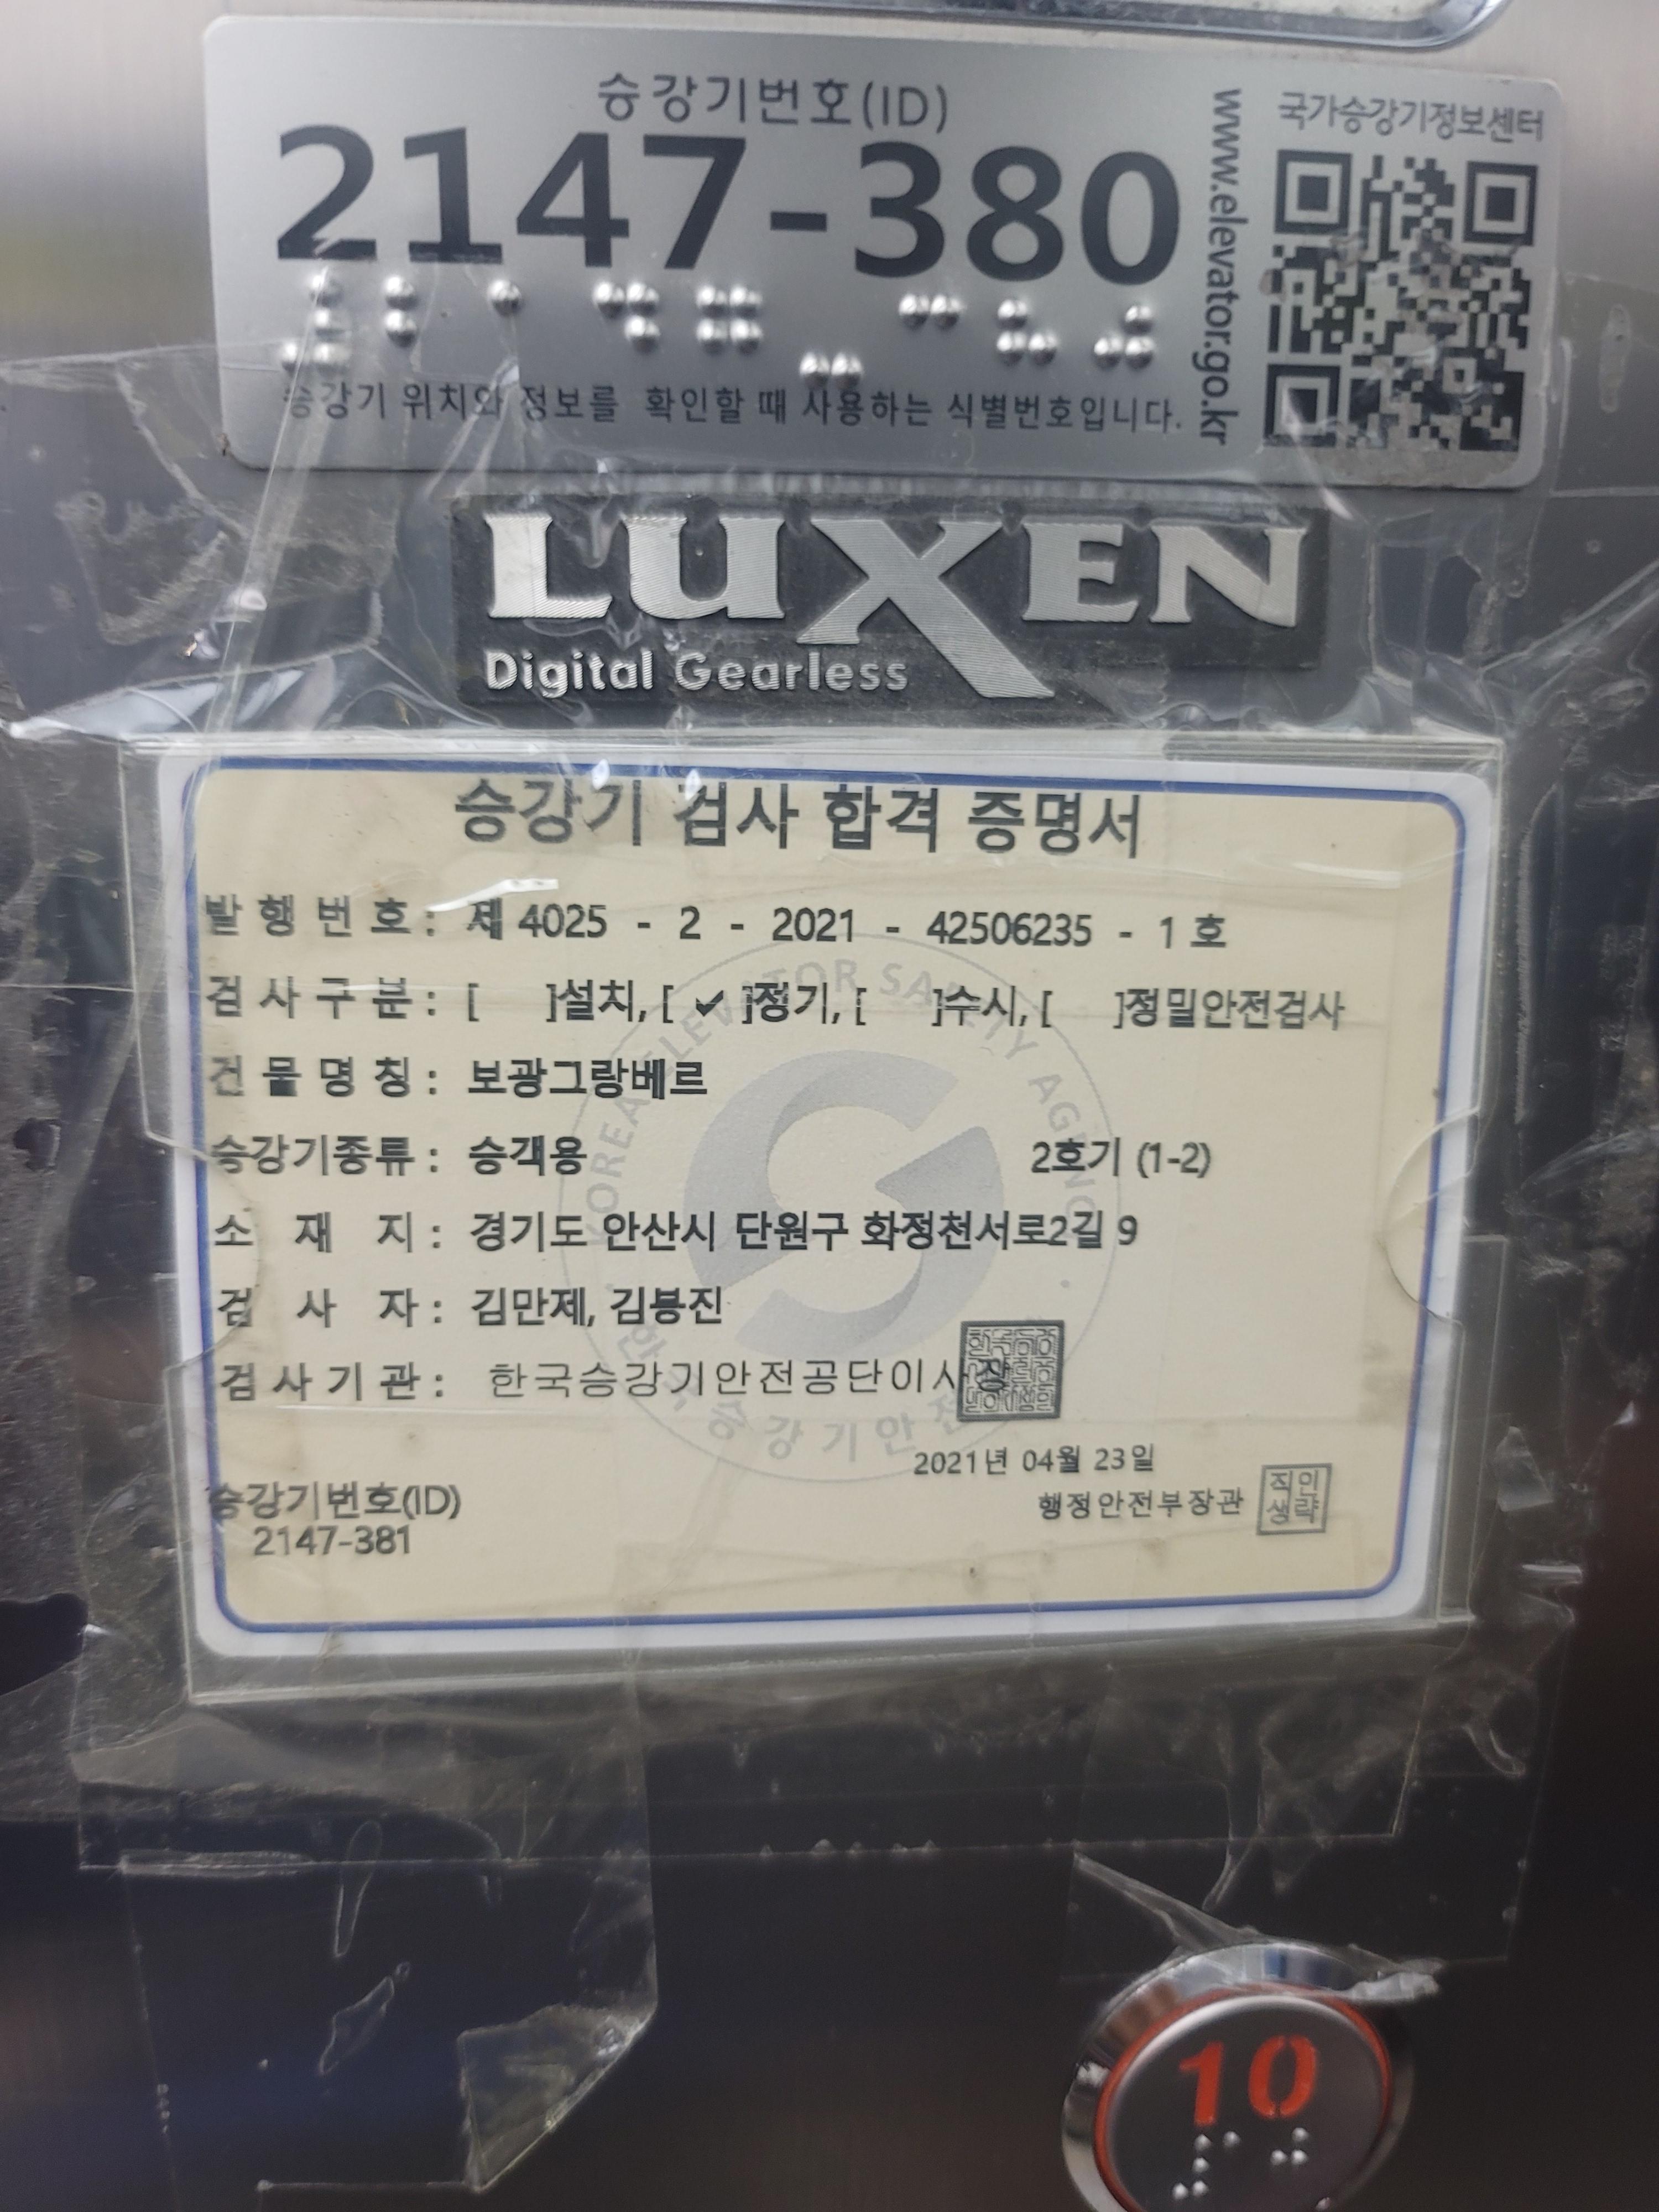 승강기번호(ID)
2147-380
승강기 위치와 정보를 확인할 때 사용하는 식별번호입니다.
www.elevator.go.kr
국가승강기정보센터
LUXEN
Digital Gearless
승강기 검사 합격 증명서
발행번호: 제 4025 - 2 - 2021 - 42506235 - 1 호
검사구분: [ ]설치, [ ✔ ]정기, [ ]수시, [ ]정밀안전검사
건물명칭: 보광그랑베르
승강기종류: 승객용 2호기 (1-2)
소재지: 경기도 안산시 단원구 화정천서로2길 9
검사자: 김만제, 김봉진
검사기관: 한국승강기안전공단이사장
2021년 04월 23일
행정안전부장관 직인생략
승강기번호(ID)
2147-381
KOREA ELEVATOR SAFETY AGENC
승강기안전
10